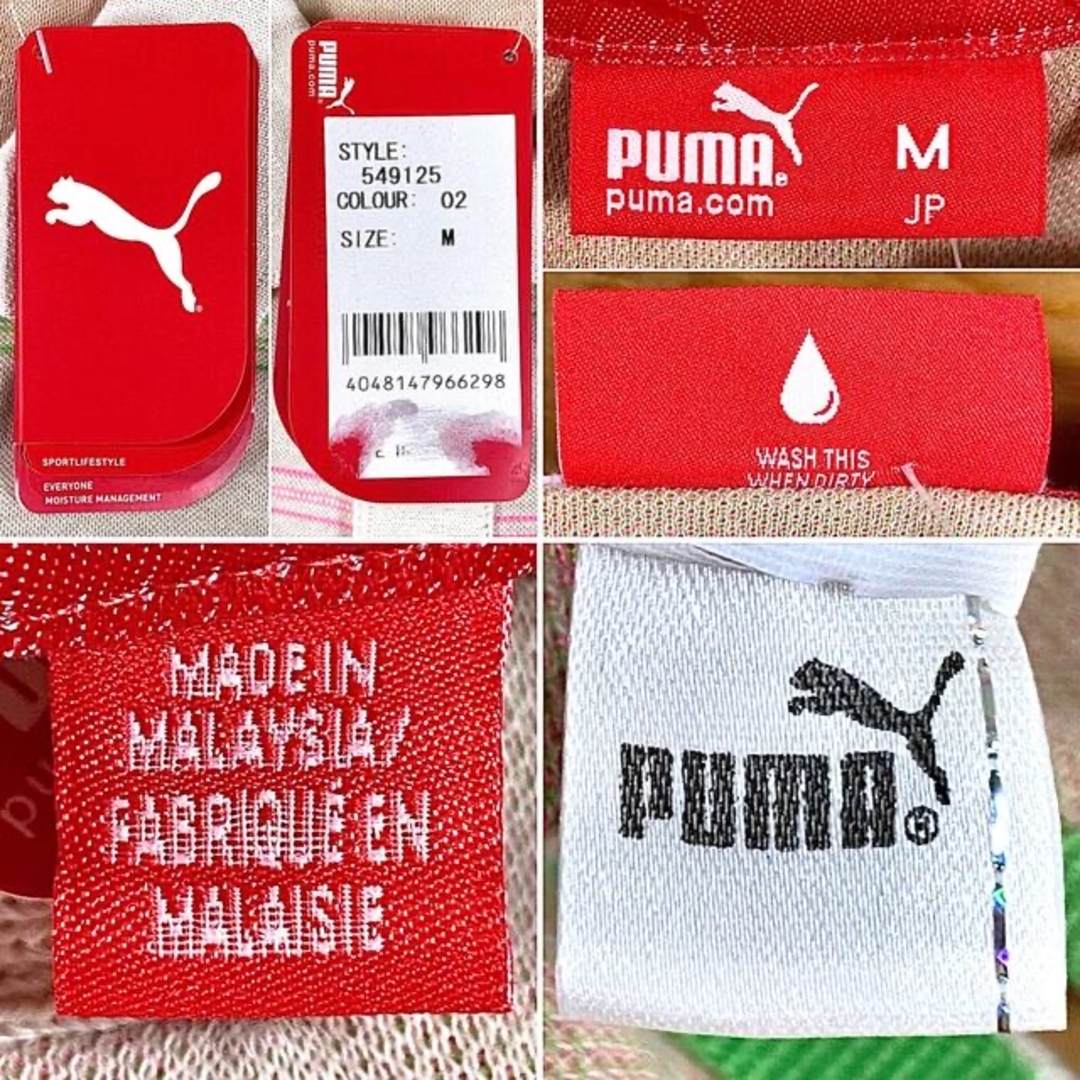 SPORTLIFESTYLE
EVERYONE
MOISTURE MANAGEMENT
PUMA
puma.com
STYLE:
549125
COLOUR: 02
SIZE: M
4048147966298
PUMA® M
puma.com JP
WASH THIS
WHEN DIRTY
MADE IN
MALAYSIA/
FABRIQUÉ EN
MALAISIE
PUMA®